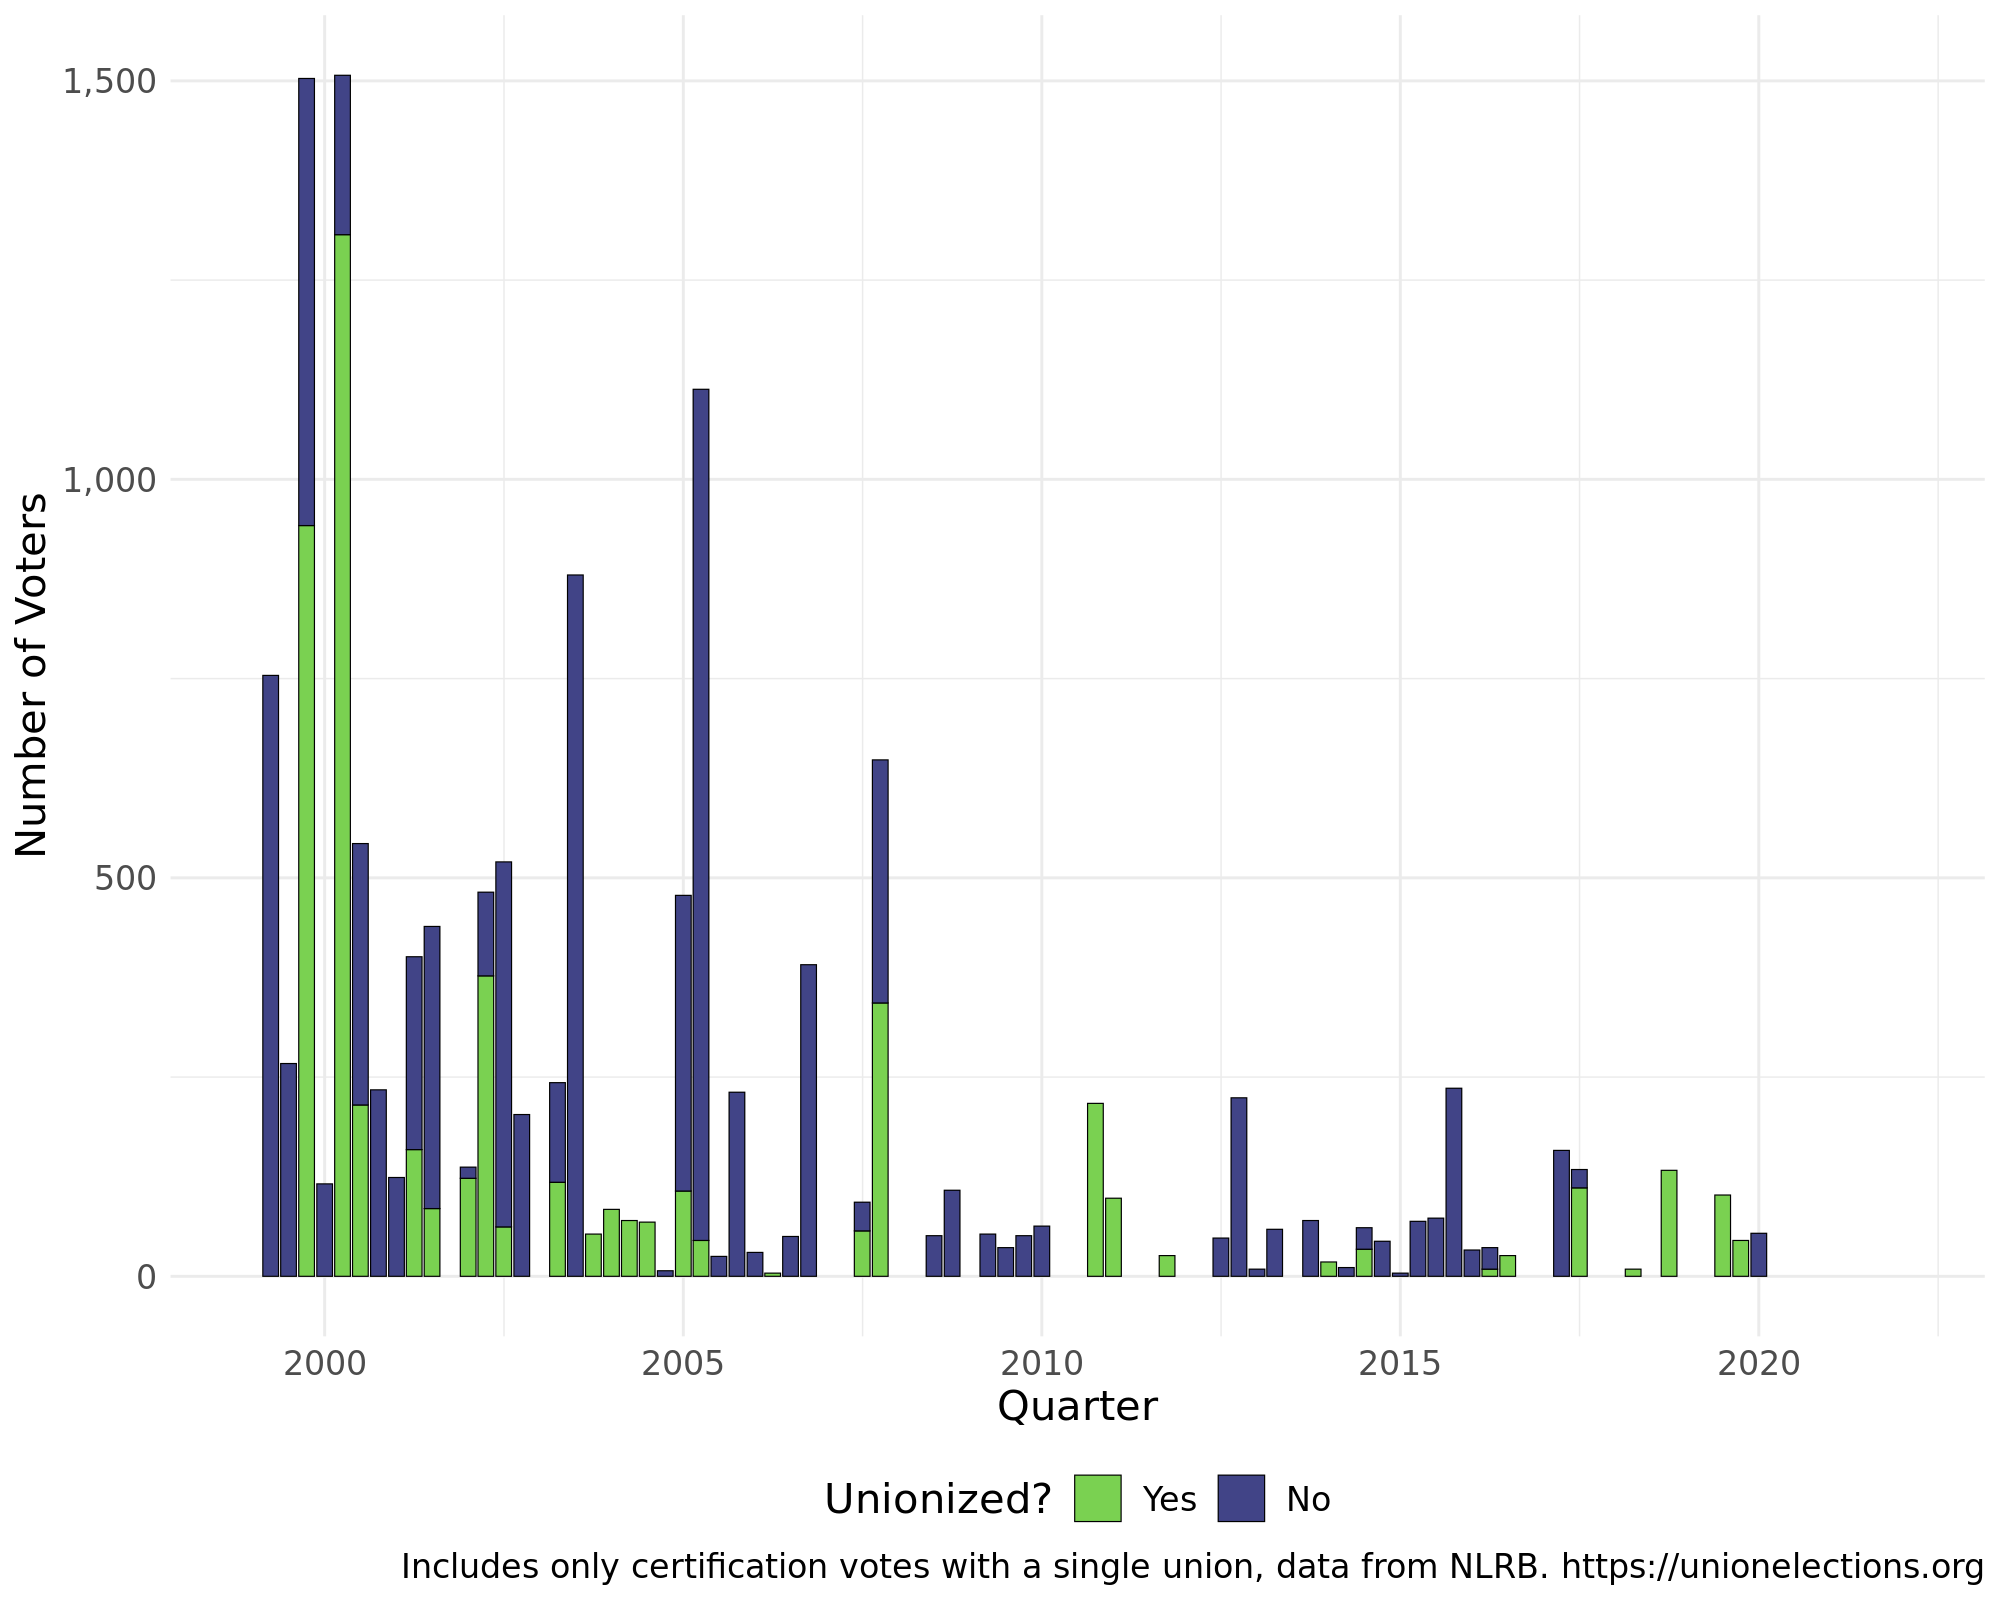 1,500
1,000
500
0
Number of Voters
2000 2005 2010 2015 2020
Quarter
Unionized? Yes No
Includes only certification votes with a single union, data from NLRB. https://unionelections.org